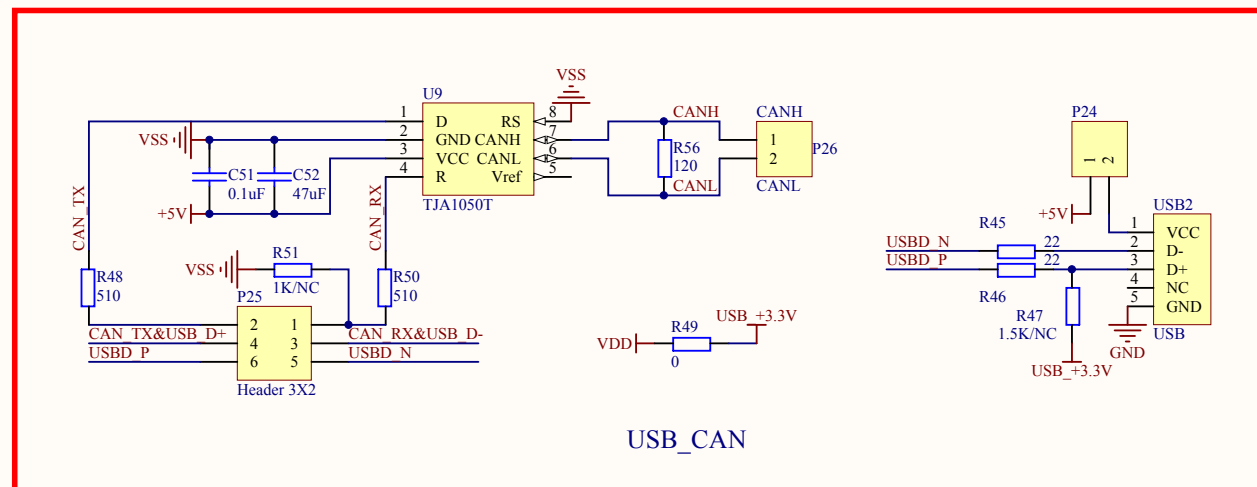 VSS
U9
1
D
RS
8
CANH
CANH
P24
VSS
2
GND
CANH
7
1
P26
3
VCC
CANL
6
R56
120
2
4
R
Vref
5
CANL
CANL
1
2
C51
0.1uF
C52
47uF
TJA1050T
+5V
+5V
USB2
CAN_TX
CAN_RX
R45
1
VCC
USBD_N
22
2
D-
R51
USBD_P
22
3
D+
VSS
1K/NC
R46
4
NC
R48
510
R50
510
R47
1.5K/NC
5
GND
P25
USB_+3.3V
2
1
R49
USB
CAN_TX&USB_D+
4
3
CAN_RX&USB_D-
VDD
0
GND
USBD_P
6
5
USBD_N
USB_+3.3V
Header 3X2
USB_CAN